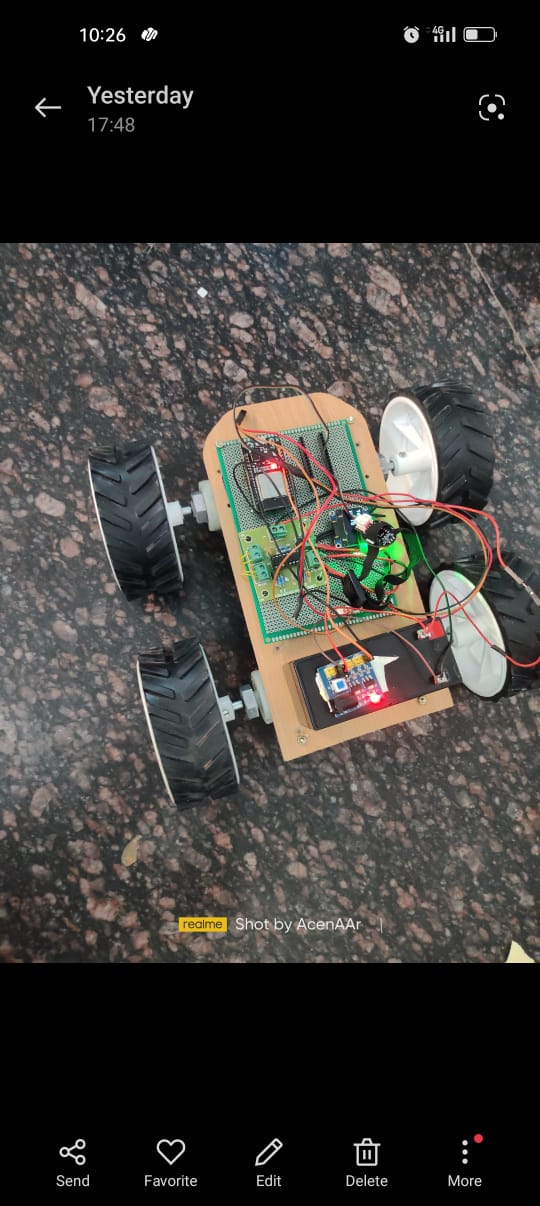 10:26
4G
Yesterday
17:48
realme Shot by AcenAAr
Send Favorite Edit Delete More